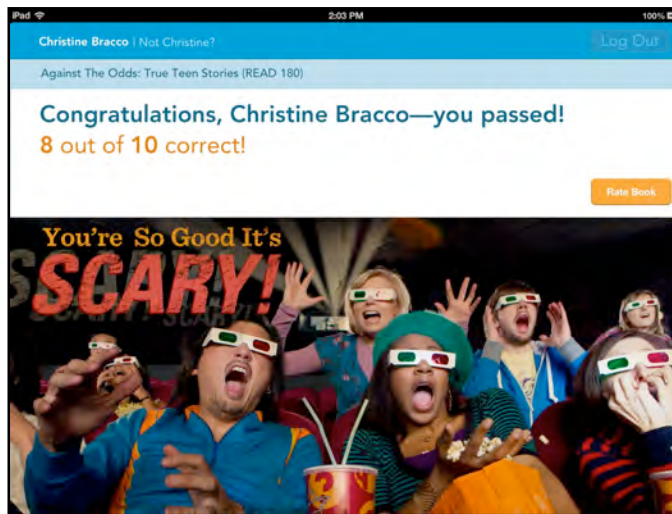 iPad 2:03 PM 100%
Christine Bracco | Not Christine? Log Out
Against The Odds: True Teen Stories (READ 180)
Congratulations, Christine Bracco—you passed!
8 out of 10 correct!
Rate Book
You're So Good It's
SCARY!